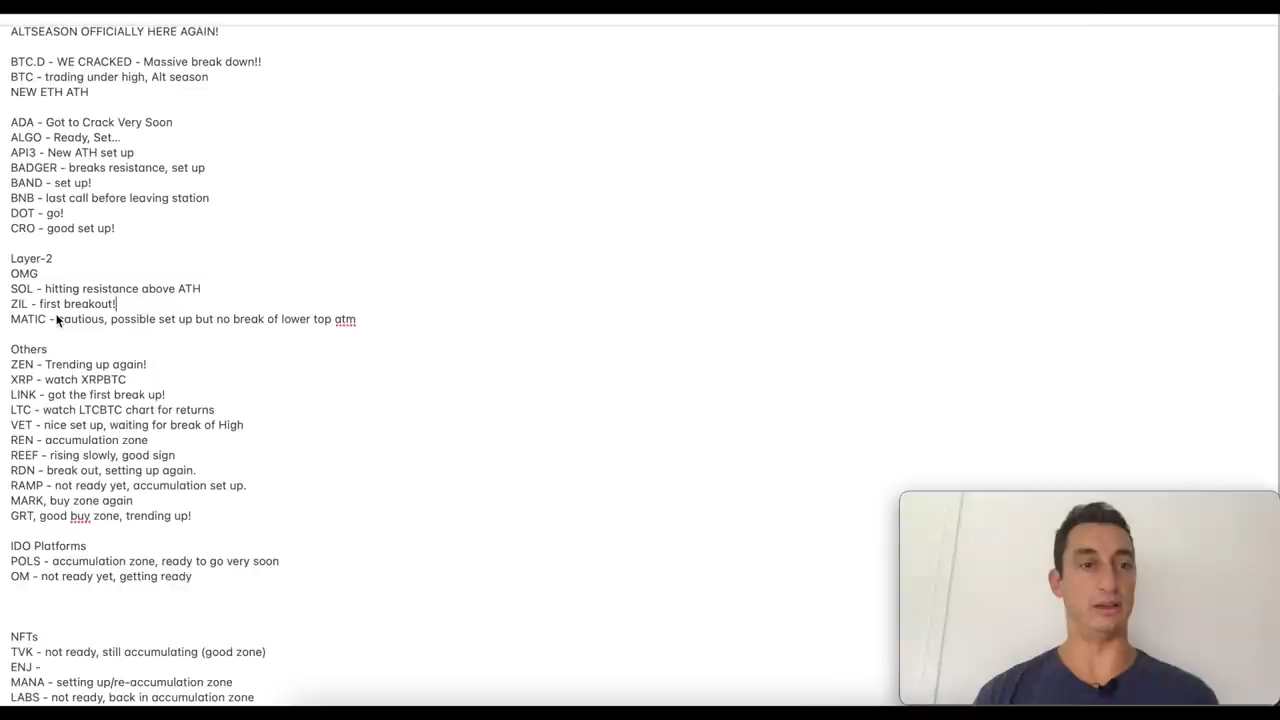 ALTSEASON OFFICIALLY HERE AGAIN!
BTC.D - WE CRACKED - Massive break down!!
BTC - trading under high, Alt season
NEW ETH ATH
ADA - Got to Crack Very Soon
ALGO - Ready, Set...
API3 - New ATH set up
BADGER - breaks resistance, set up
BAND - set up!
BNB - last call before leaving station
DOT - go!
CRO - good set up!
Layer-2
OMG
SOL - hitting resistance above ATH
ZIL - first breakout!
MATIC - cautious, possible set up but no break of lower top atm
Others
ZEN - Trending up again!
XRP - watch XRPBTC
LINK - got the first break up!
LTC - watch LTCBTC chart for returns
VET - nice set up, waiting for break of High
REN - accumulation zone
REEF - rising slowly, good sign
RDN - break out, setting up again.
RAMP - not ready yet, accumulation set up.
MARK, buy zone again
GRT, good buy zone, trending up!
IDO Platforms
POLS - accumulation zone, ready to go very soon
OM - not ready yet, getting ready
NFTs
TVK - not ready, still accumulating (good zone)
ENJ -
MANA - setting up/re-accumulation zone
LABS - not ready, back in accumulation zone